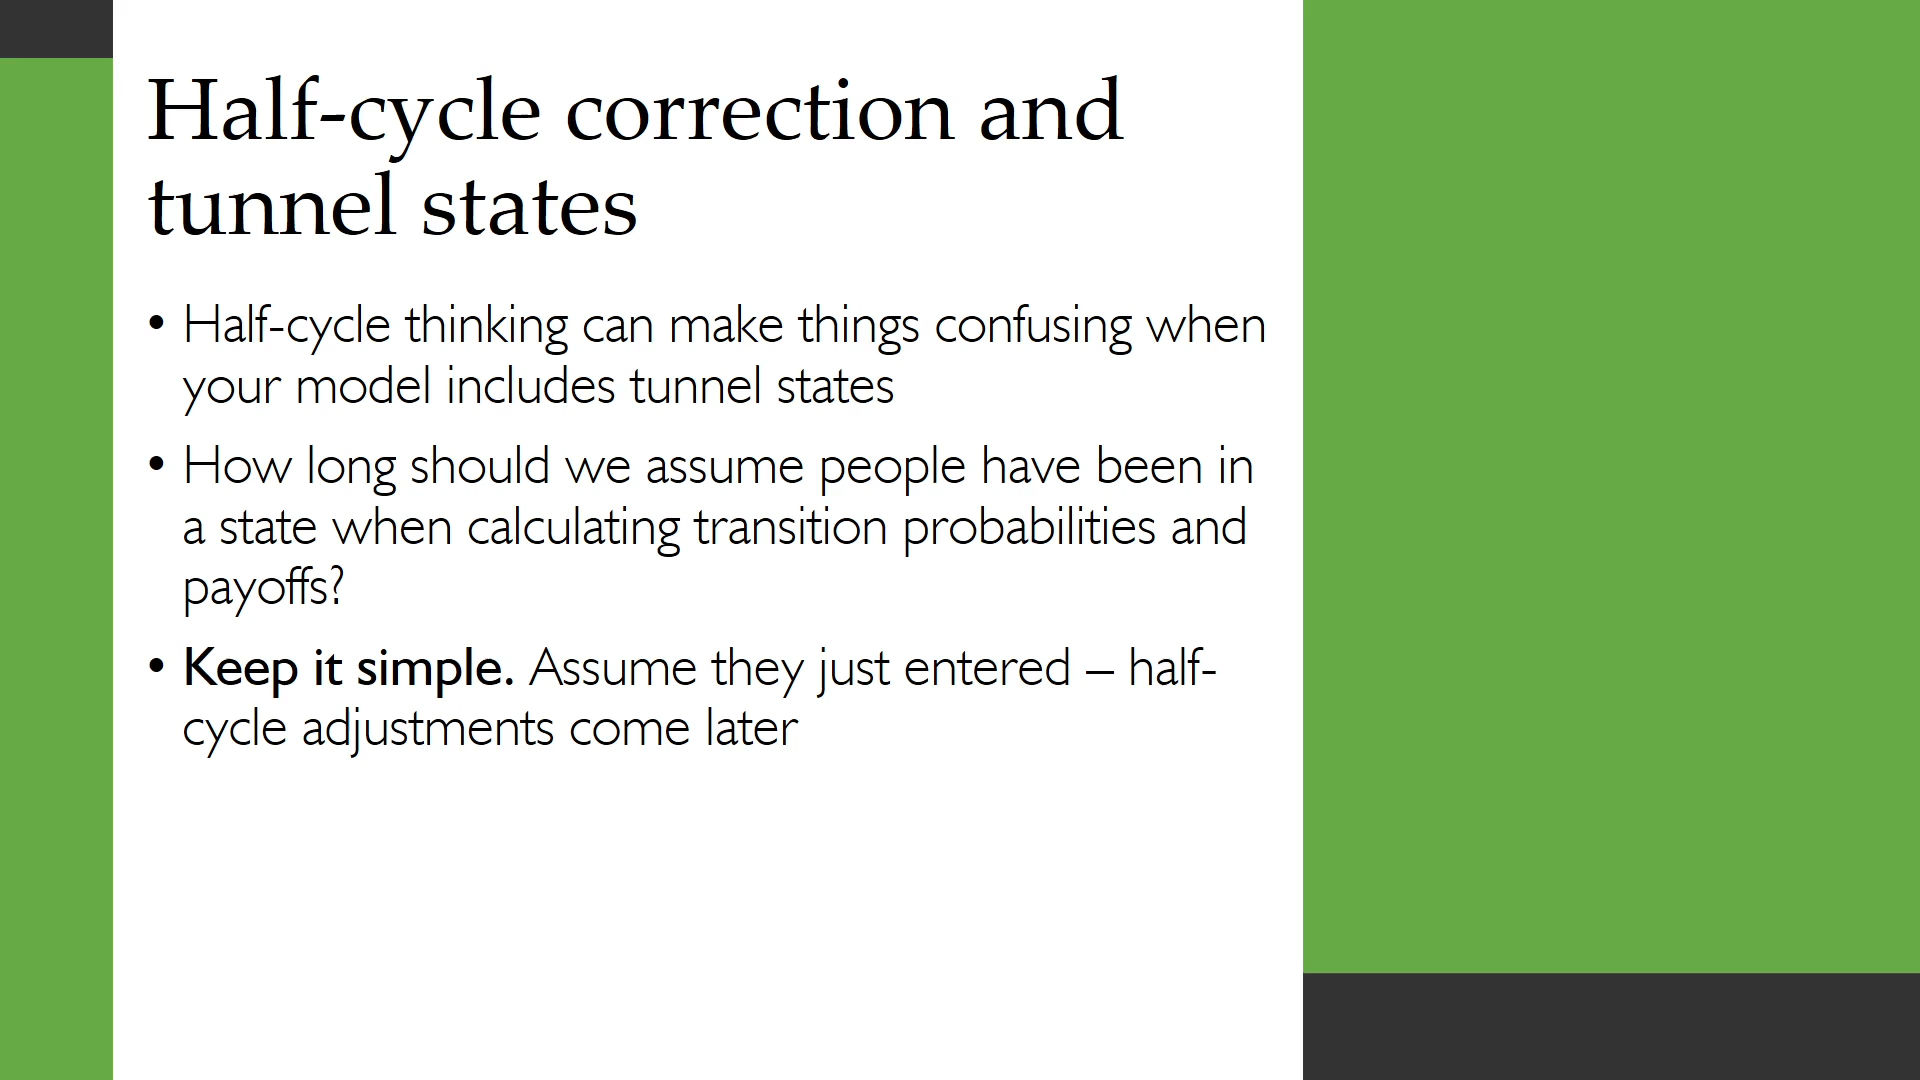 Half-cycle correction and
tunnel states
• Half-cycle thinking can make things confusing when
your model includes tunnel states
• How long should we assume people have been in
a state when calculating transition probabilities and
payoffs?
• Keep it simple. Assume they just entered – half-
cycle adjustments come later